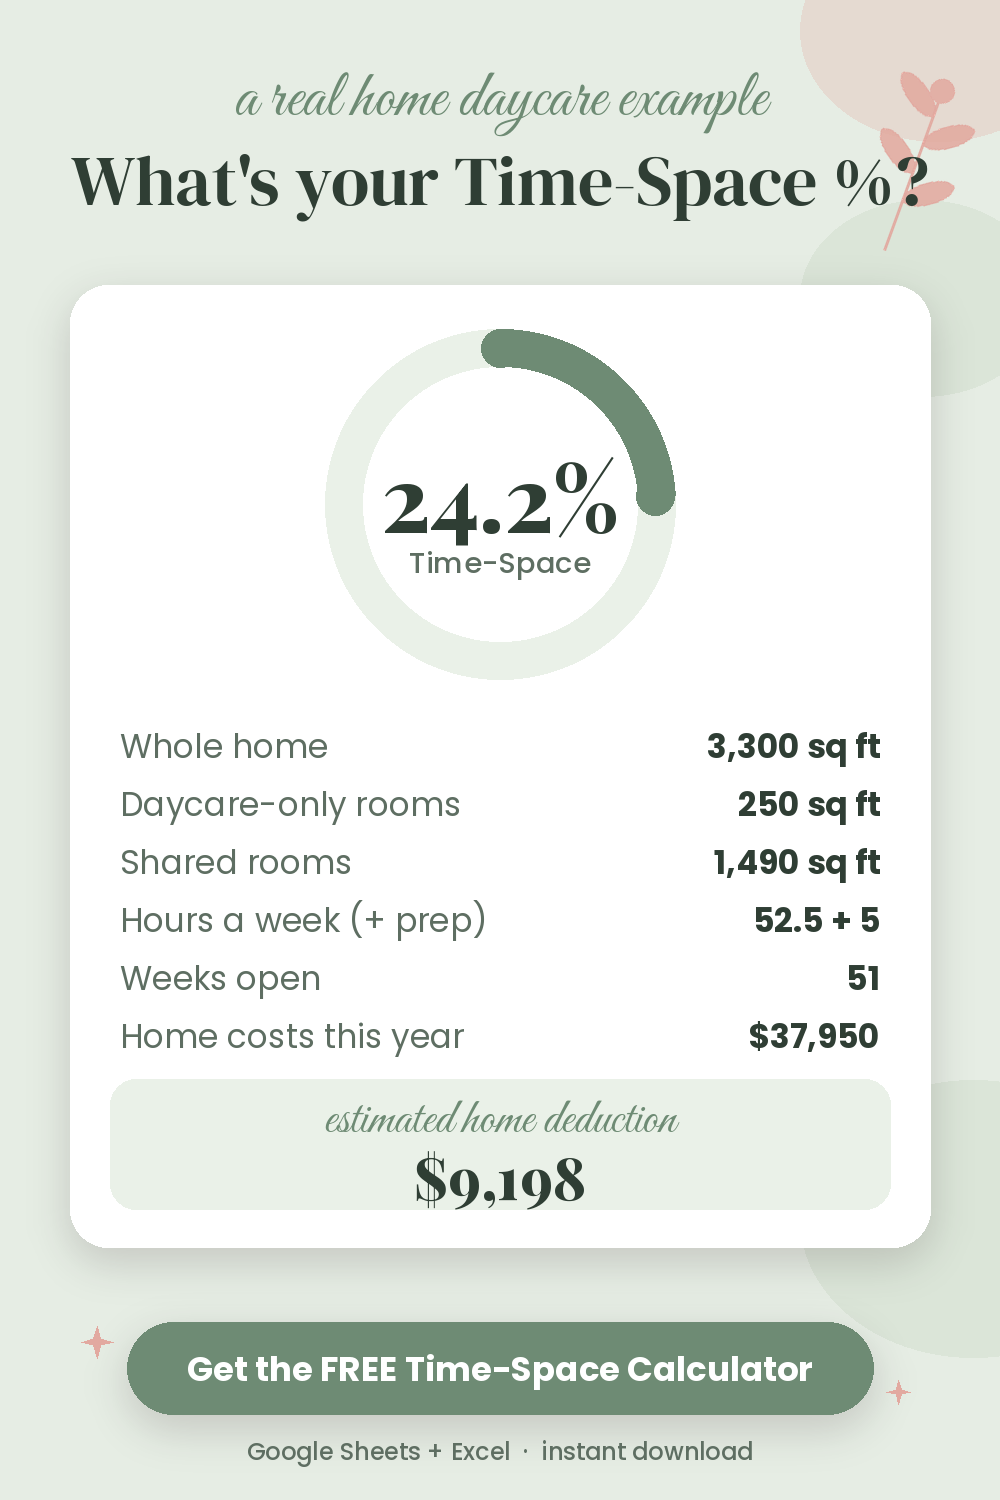 a real home daycare example
What's your Time-Space %?
24.2%
Time-Space
Whole home 3,300 sq ft
Daycare-only rooms 250 sq ft
Shared rooms 1,490 sq ft
Hours a week (+ prep) 52.5 + 5
Weeks open 51
Home costs this year $37,950
estimated home deduction
$9,198
Get the FREE Time-Space Calculator
Google Sheets + Excel · instant download